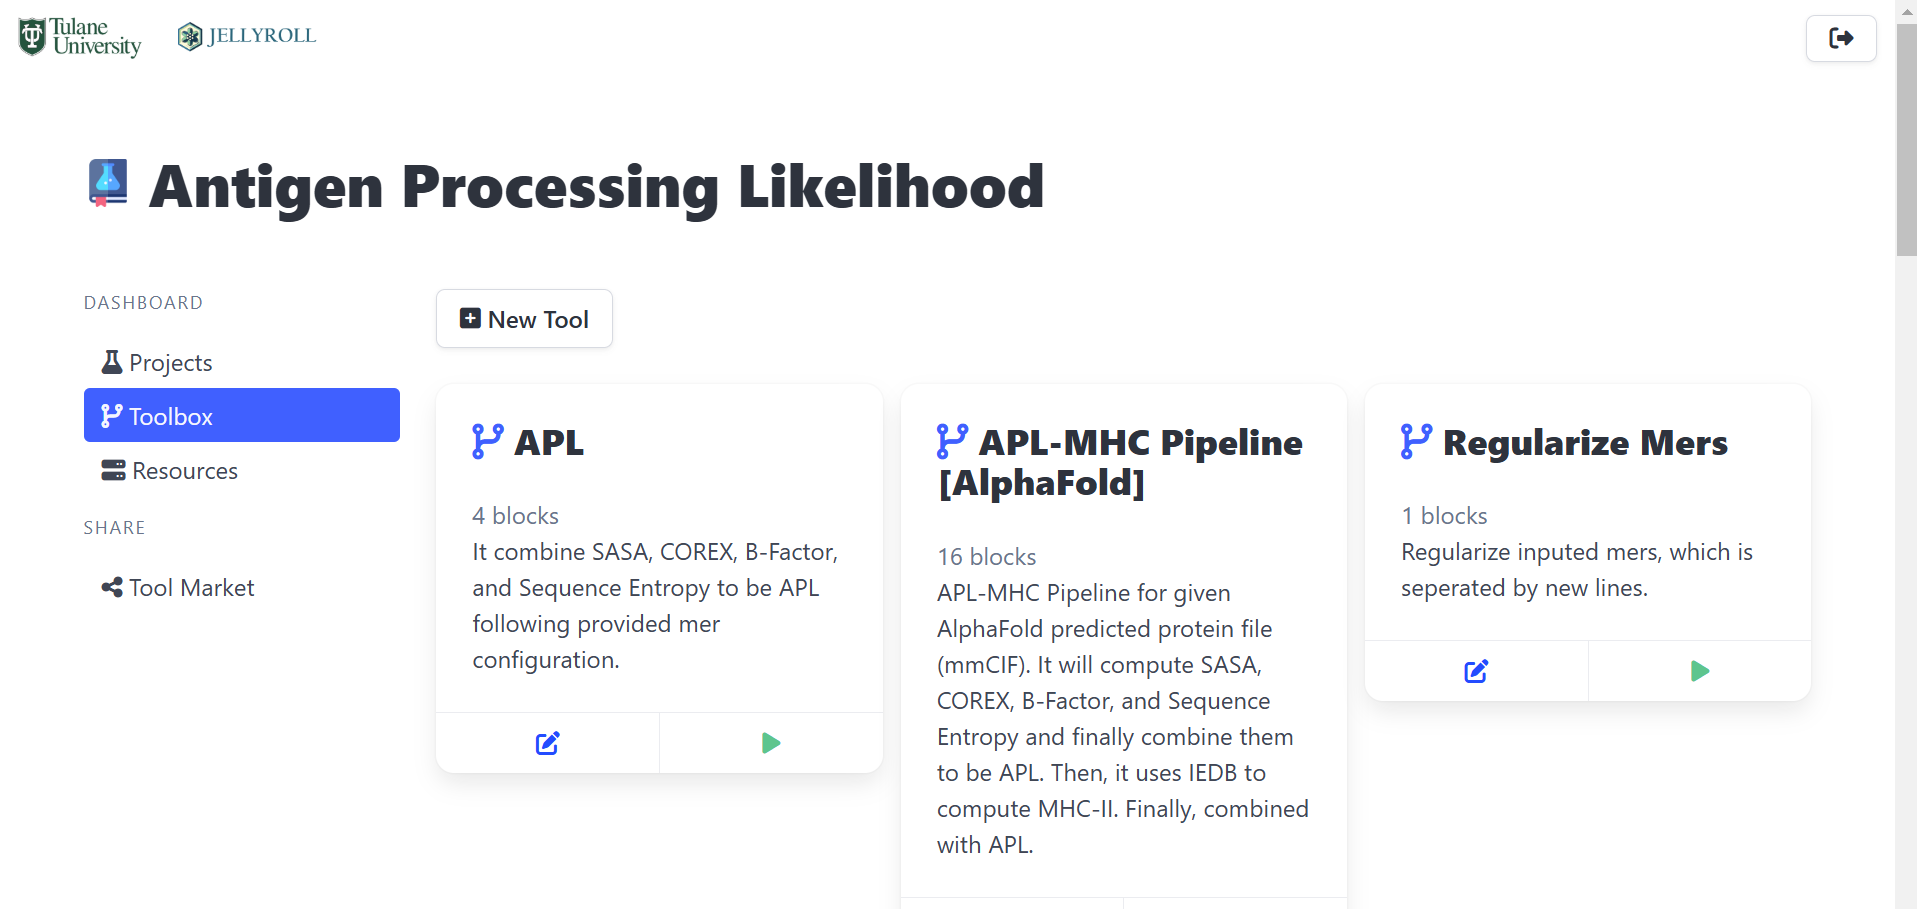 Tulane
University
JELLYROLL
Antigen Processing Likelihood
DASHBOARD
Projects
Toolbox
Resources
SHARE
Tool Market
New Tool
APL
4 blocks
It combine SASA, COREX, B-Factor,
and Sequence Entropy to be APL
following provided mer
configuration.
APL-MHC Pipeline
[AlphaFold]
16 blocks
APL-MHC Pipeline for given
AlphaFold predicted protein file
(mmCIF). It will compute SASA,
COREX, B-Factor, and Sequence
Entropy and finally combine them
to be APL. Then, it uses IEDB to
compute MHC-II. Finally, combined
with APL.
Regularize Mers
1 blocks
Regularize inputed mers, which is
seperated by new lines.